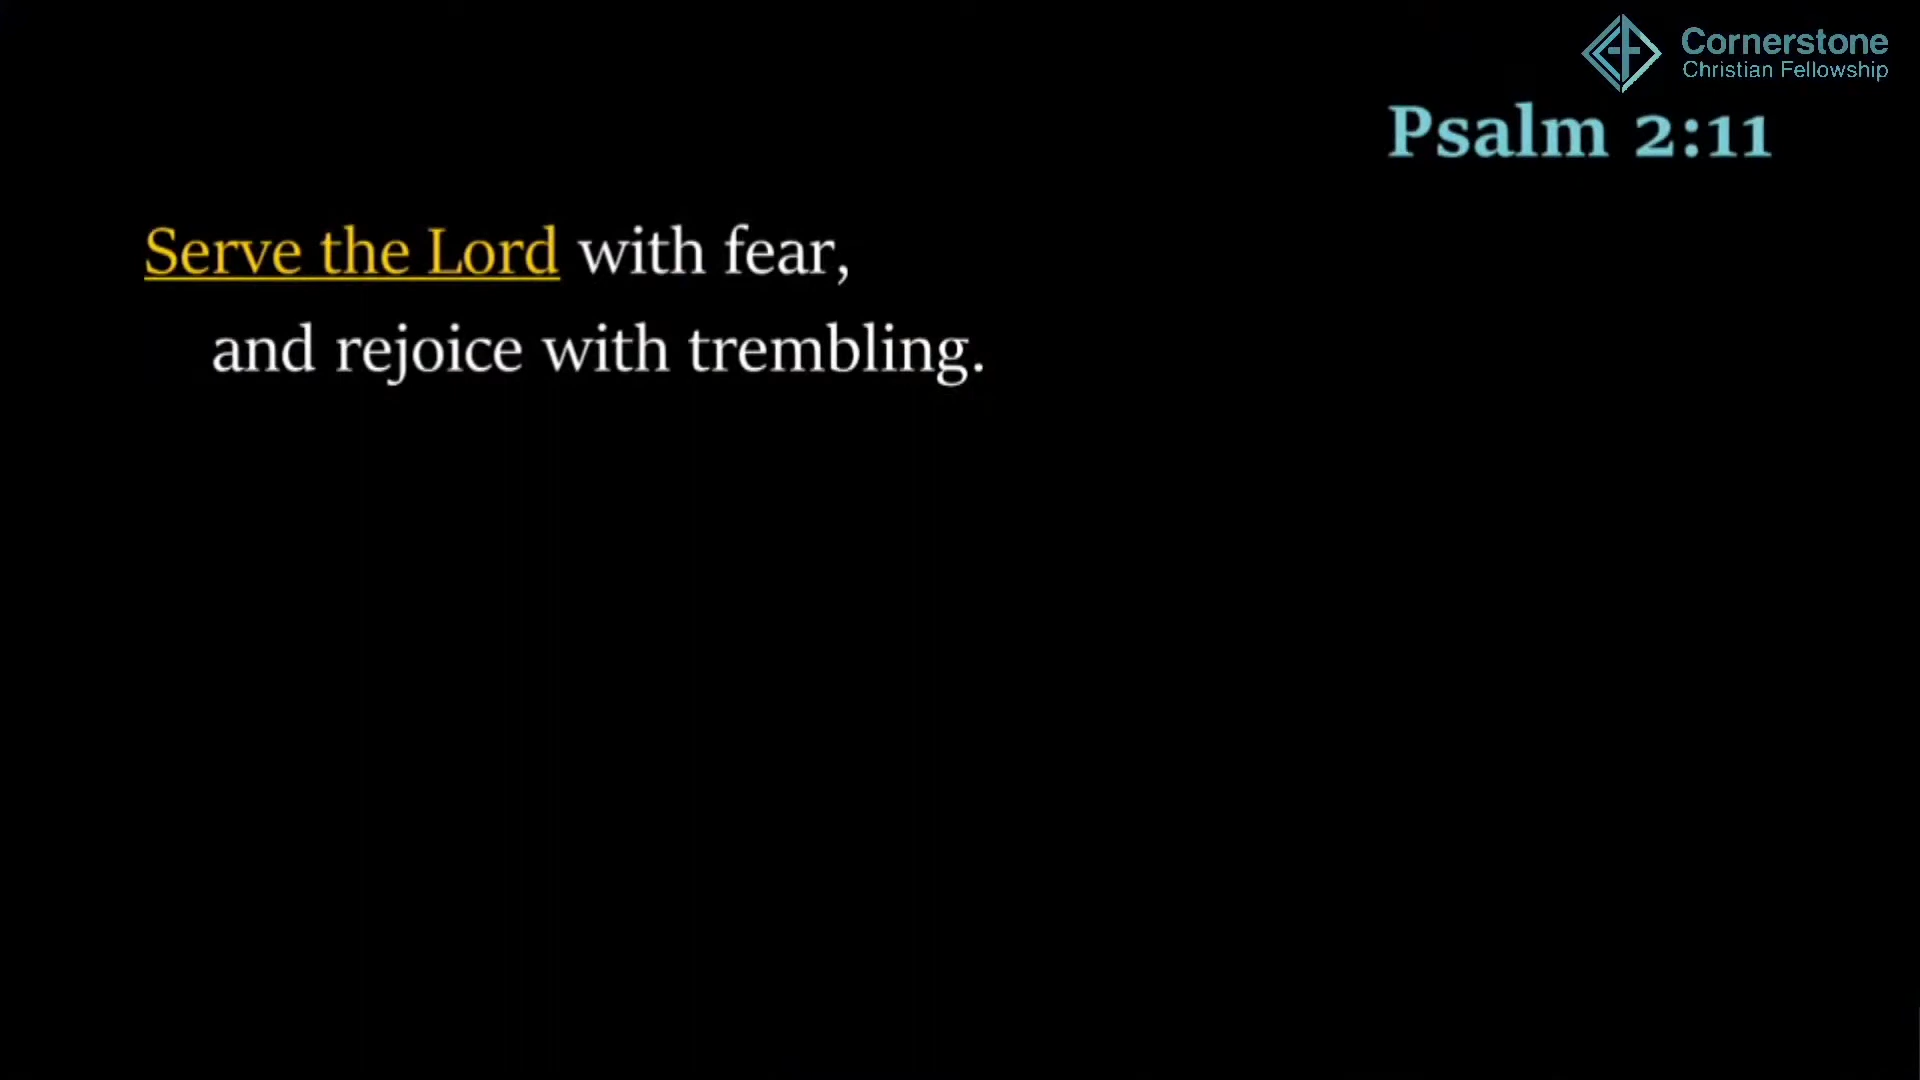 Cornerstone
Christian Fellowship
Psalm 2:11
Serve the Lord with fear,
and rejoice with trembling.